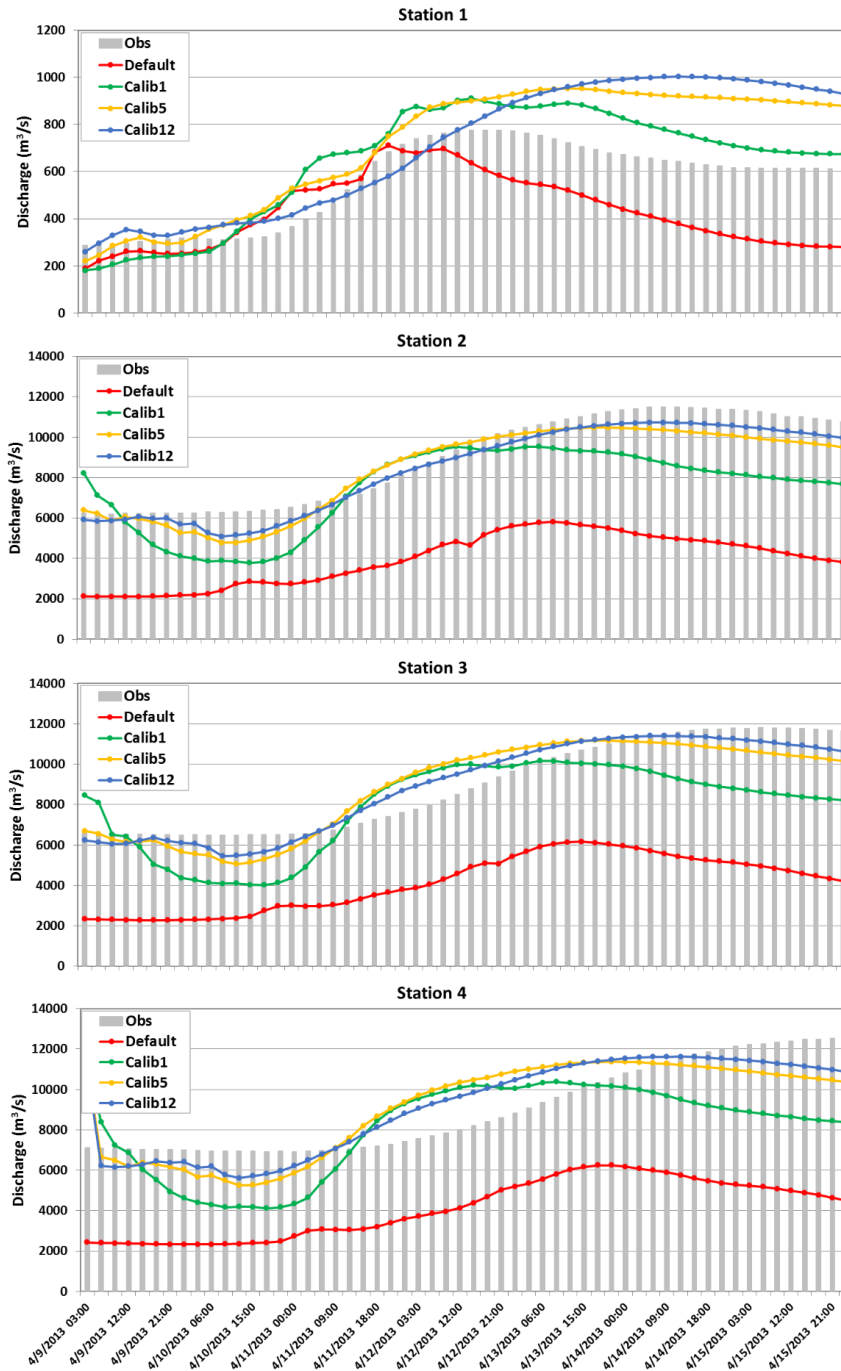 Station 1
Discharge (m³/s)
1200
1000
800
600
400
200
0
Obs
Default
Calib1
Calib5
Calib12
Station 2
Discharge (m³/s)
14000
12000
10000
8000
6000
4000
2000
0
Obs
Default
Calib1
Calib5
Calib12
Station 3
Discharge (m³/s)
14000
12000
10000
8000
6000
4000
2000
0
Obs
Default
Calib1
Calib5
Calib12
Station 4
Discharge (m³/s)
14000
12000
10000
8000
6000
4000
2000
0
Obs
Default
Calib1
Calib5
Calib12
4/9/2013 03:00
4/9/2013 12:00
4/9/2013 21:00
4/10/2013 06:00
4/10/2013 15:00
4/11/2013 00:00
4/11/2013 09:00
4/11/2013 18:00
4/12/2013 03:00
4/12/2013 12:00
4/12/2013 21:00
4/13/2013 06:00
4/13/2013 15:00
4/14/2013 00:00
4/14/2013 09:00
4/14/2013 18:00
4/15/2013 03:00
4/15/2013 12:00
4/15/2013 21:00